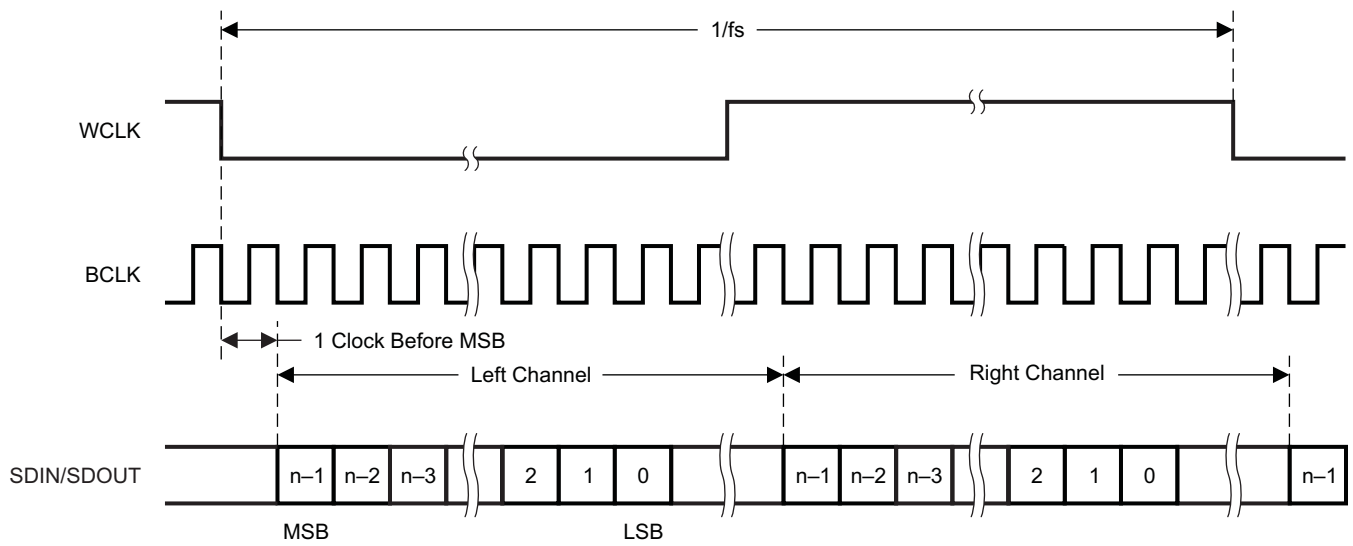 1/fs
WCLK
BCLK
1 Clock Before MSB
Left Channel
Right Channel
SDIN/SDOUT
n–1 n–2 n–3 2 1 0 n–1 n–2 n–3 2 1 0 n–1
MSB LSB